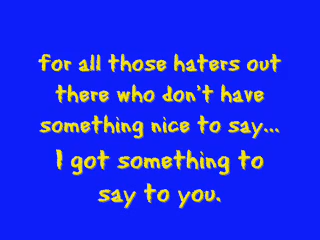 for all those haters out
there who don't have
something nice to say...
I got something to
say to you.